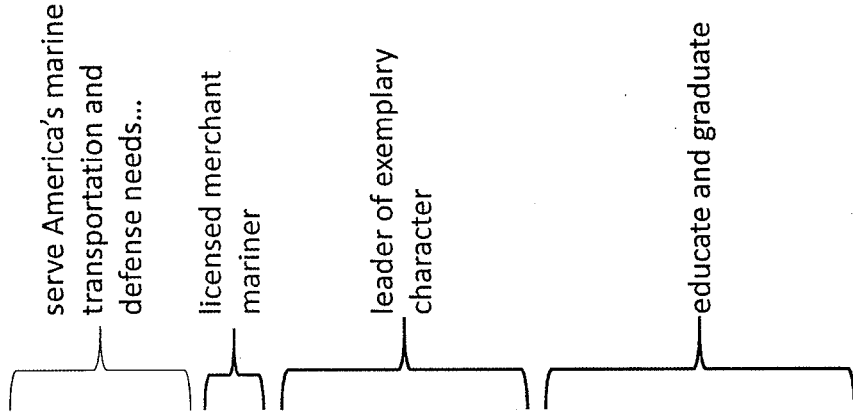 serve America's marine
transportation and
defense needs...
licensed merchant
mariner
leader of exemplary
character
educate and graduate